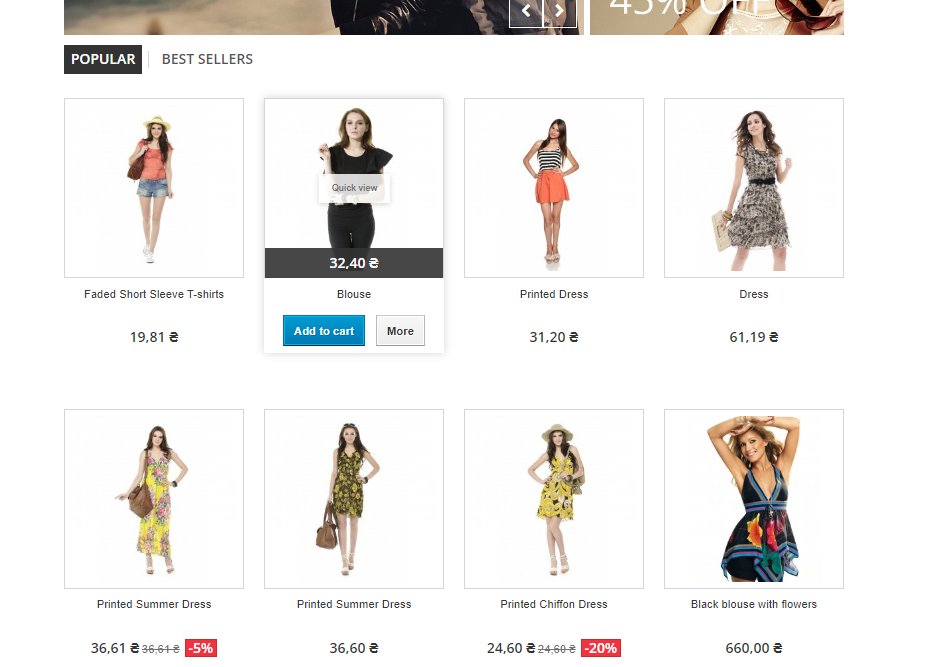 45% OFF
POPULAR
BEST SELLERS
Quick view
32,40 ₴
Faded Short Sleeve T-shirts
Blouse
Printed Dress
Dress
19,81 ₴
Add to cart
More
31,20 ₴
61,19 ₴
Printed Summer Dress
Printed Summer Dress
Printed Chiffon Dress
Black blouse with flowers
36,61 ₴ 36,61 ₴ -5%
36,60 ₴
24,60 ₴ 24,60 ₴ -20%
660,00 ₴